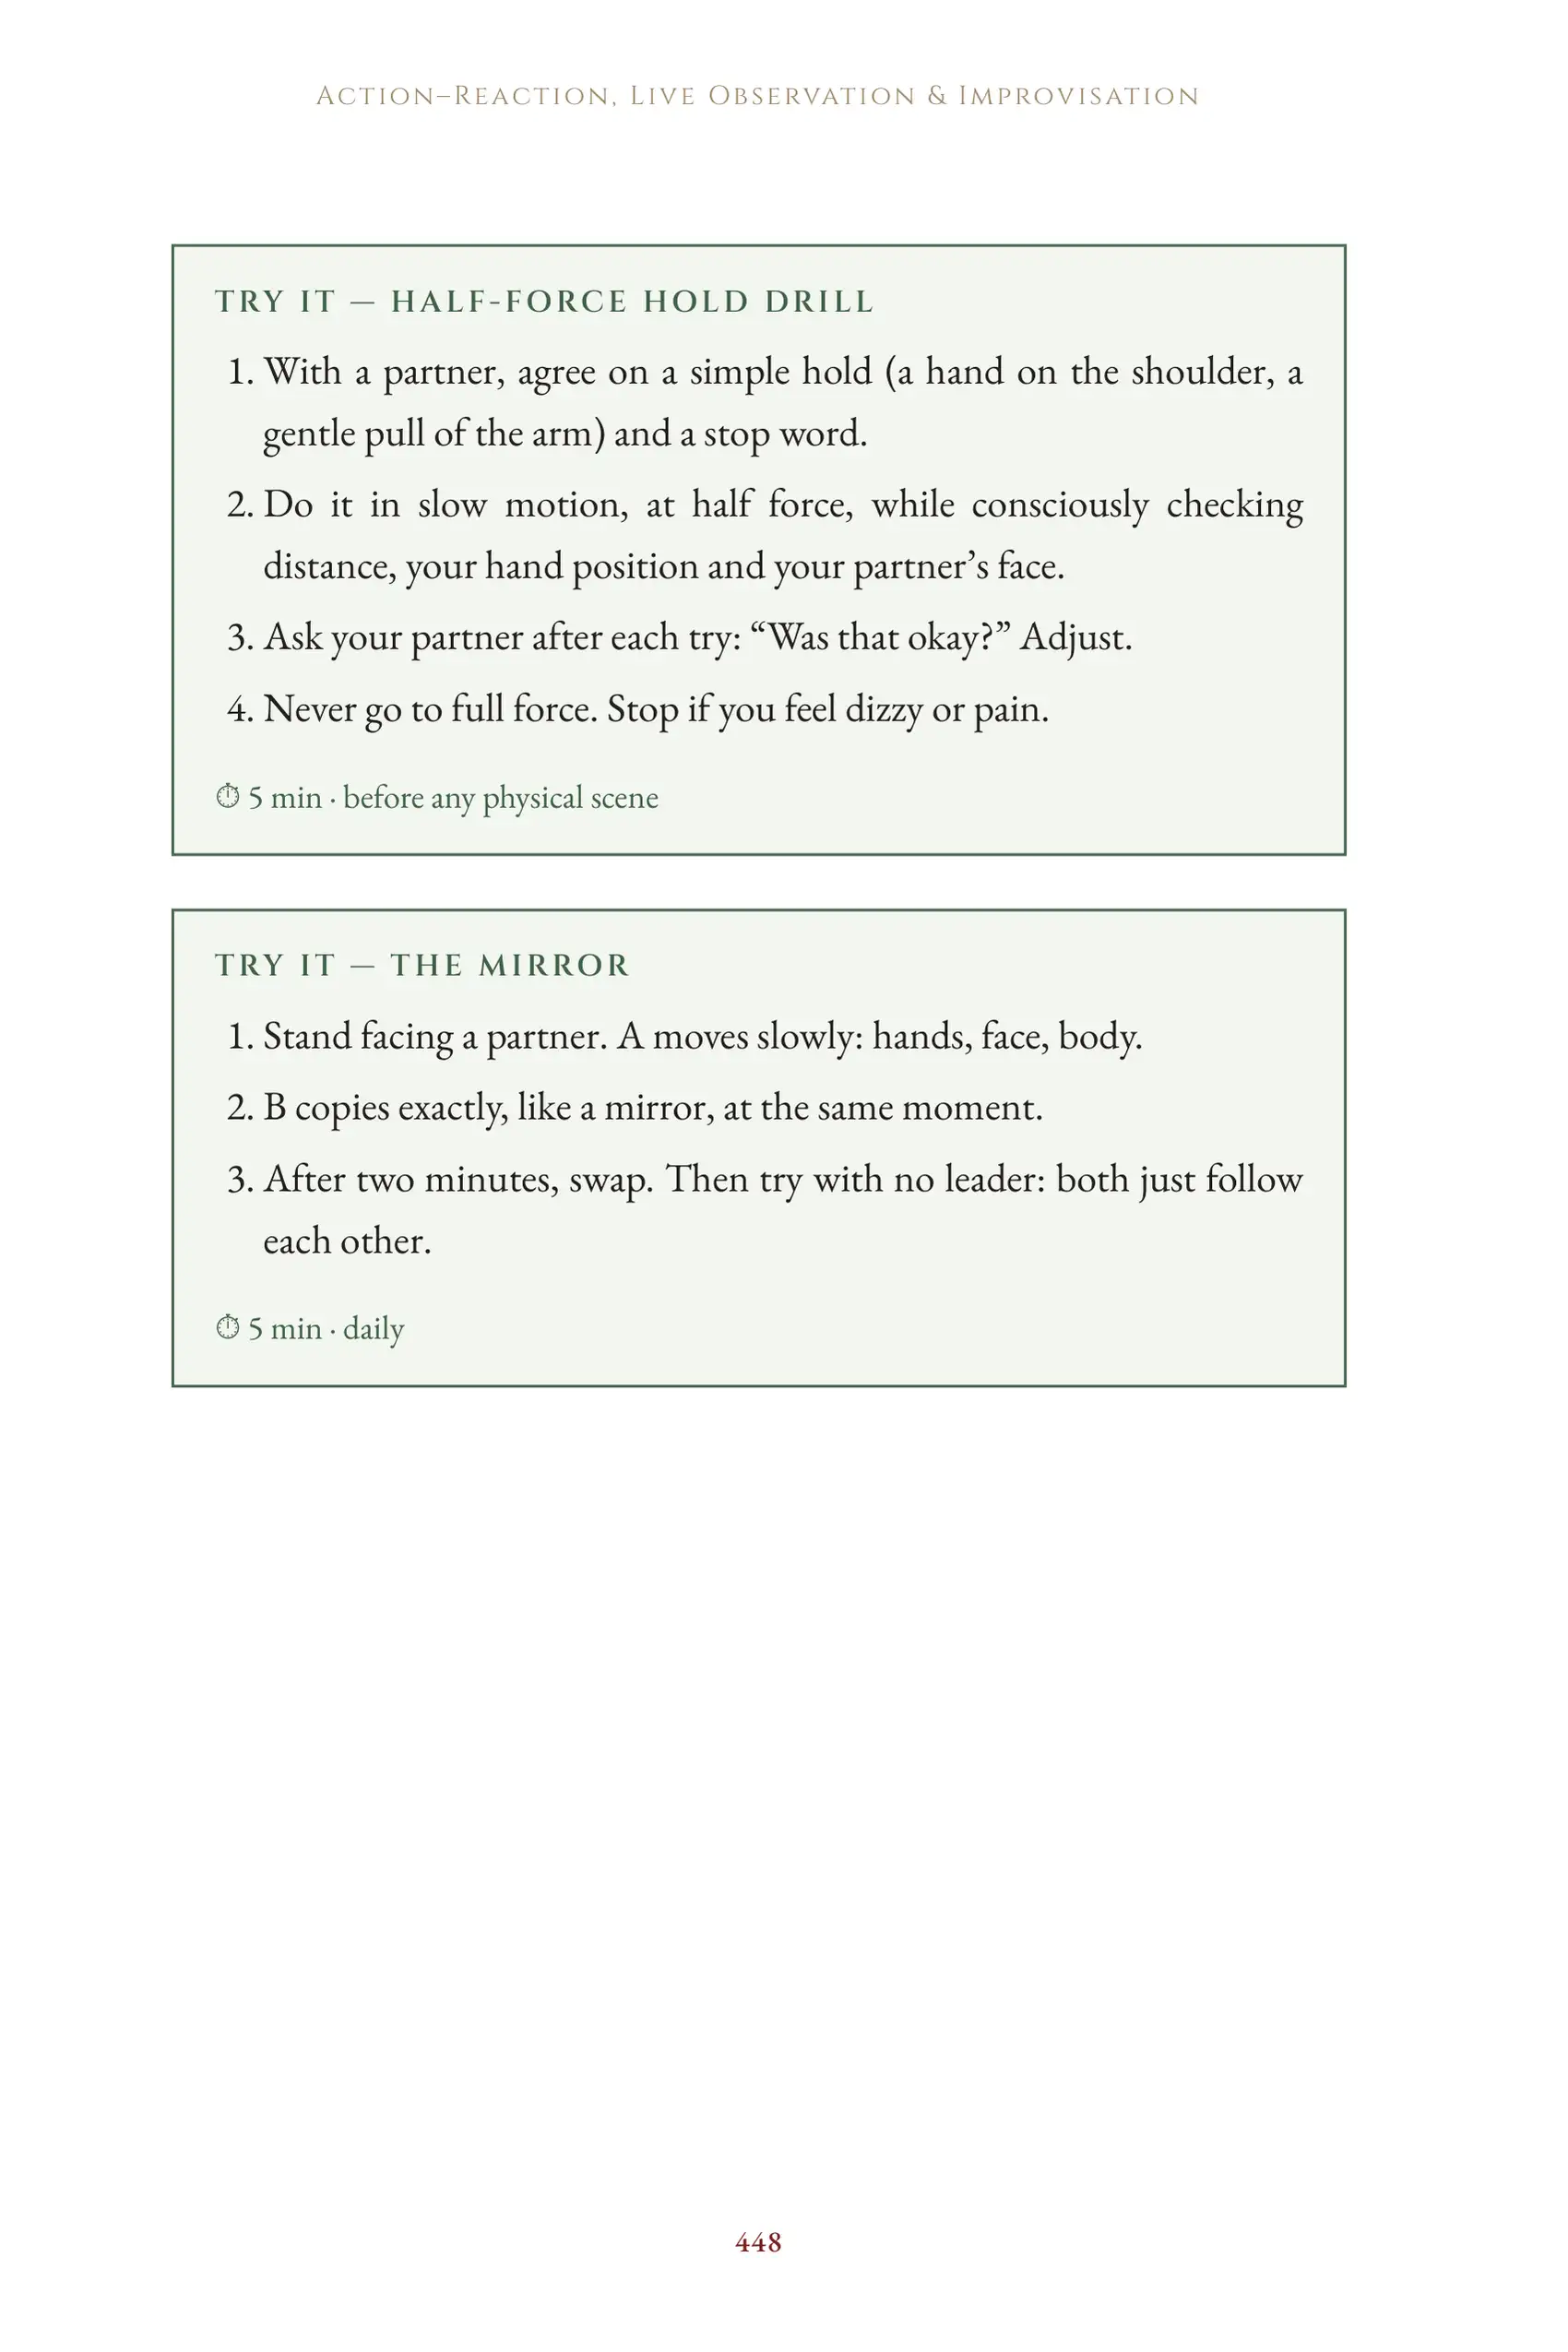 Action–Reaction, Live Observation & Improvisation
TRY IT — HALF-FORCE HOLD DRILL
1. With a partner, agree on a simple hold (a hand on the shoulder, a
gentle pull of the arm) and a stop word.
2. Do it in slow motion, at half force, while consciously checking
distance, your hand position and your partner’s face.
3. Ask your partner after each try: “Was that okay?” Adjust.
4. Never go to full force. Stop if you feel dizzy or pain.
⏱ 5 min · before any physical scene
TRY IT — THE MIRROR
1. Stand facing a partner. A moves slowly: hands, face, body.
2. B copies exactly, like a mirror, at the same moment.
3. After two minutes, swap. Then try with no leader: both just follow
each other.
⏱ 5 min · daily
448